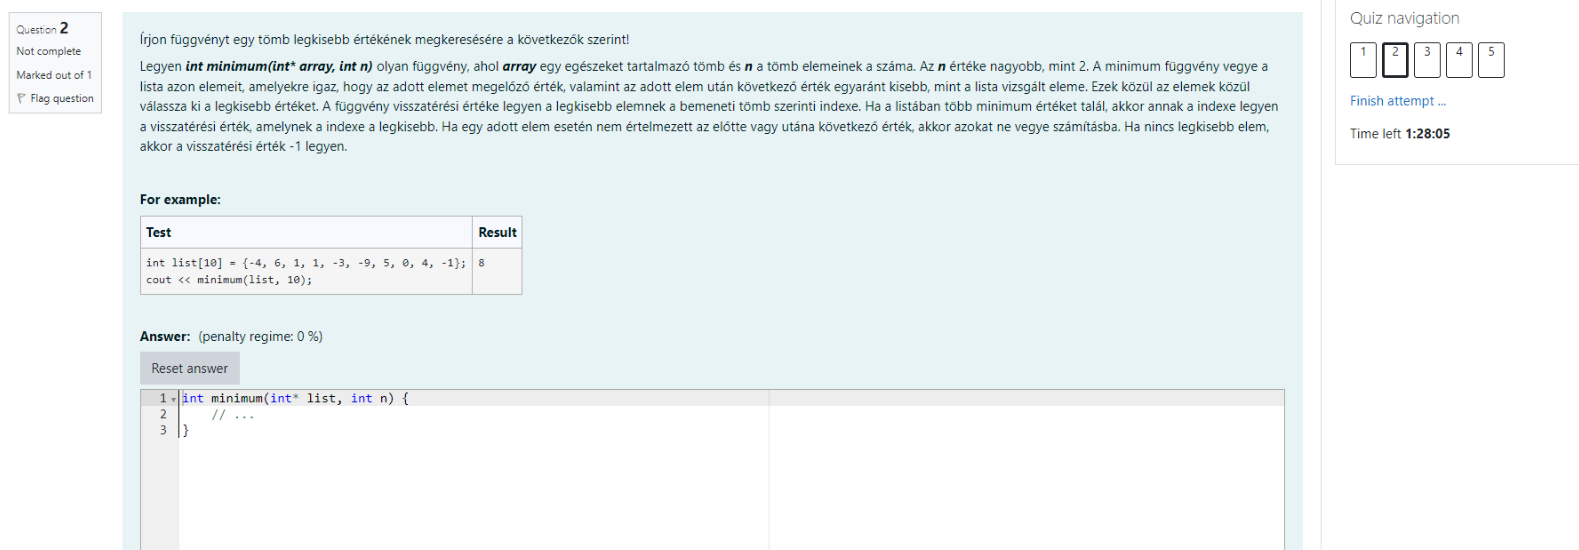 Question 2
Not complete
Marked out of 1
Flag question
Írjon függvényt egy tömb legkisebb értékének megkeresésére a következők szerint!
Legyen int minimum(int* array, int n) olyan függvény, ahol array egy egészeket tartalmazó tömb és n a tömb elemeinek a száma. Az n értéke nagyobb, mint 2. A minimum függvény vegye a
lista azon elemeit, amelyekre igaz, hogy az adott elemet megelőző érték, valamint az adott elem után következő érték egyaránt kisebb, mint a lista vizsgált eleme. Ezek közül az elemek közül
válassza ki a legkisebb értéket. A függvény visszatérési értéke legyen a legkisebb elemnek a bemeneti tömb szerinti indexe. Ha a listában több minimum értéket talál, akkor annak a indexe legyen
a visszatérési érték, amelynek a indexe a legkisebb. Ha egy adott elem esetén nem értelmezett az előtte vagy utána következő érték, akkor azokat ne vegye számításba. Ha nincs legkisebb elem,
akkor a visszatérési érték -1 legyen.
For example:
Test Result
int list[10] = {-4, 6, 1, 1, -3, -9, 5, 0, 4, -1}; 8
cout << minimum(list, 10);
Answer: (penalty regime: 0 %)
Reset answer
1 int minimum(int* list, int n) {
2 // ...
3 }
Quiz navigation
1 2 3 4 5
Finish attempt ...
Time left 1:28:05